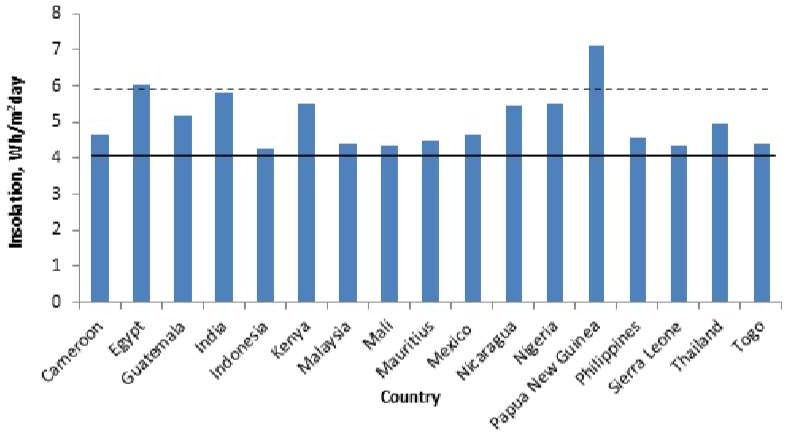 8
7
6
5
4
3
2
1
0
Insolation, Wh/m²day
Cameroon
Egypt
Guatemala
India
Indonesia
Kenya
Malaysia
Mali
Mauritius
Mexico
Nicaragua
Nigeria
Papua New Guinea
Philippines
Sierra Leone
Thailand
Togo
Country